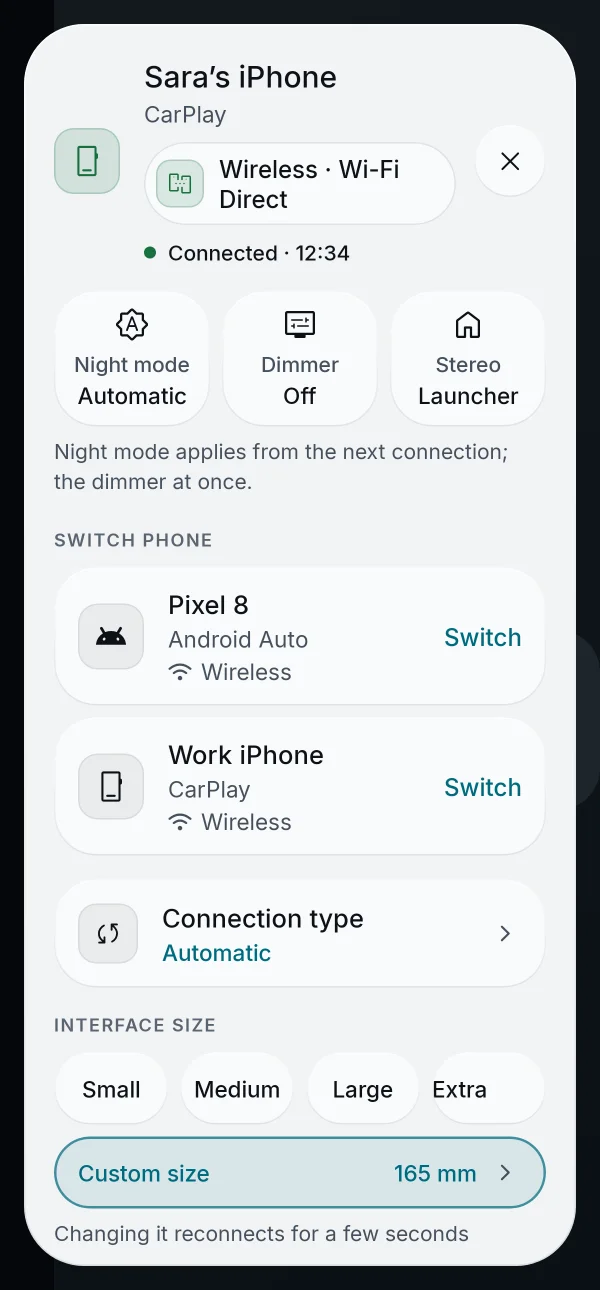 Sara’s iPhone
CarPlay
Wireless · Wi-Fi
Direct
Connected · 12:34
Night mode
Automatic
Dimmer
Off
Stereo
Launcher
Night mode applies from the next connection;
the dimmer at once.
SWITCH PHONE
Pixel 8
Android Auto
Wireless
Switch
Work iPhone
CarPlay
Wireless
Switch
Connection type
Automatic
INTERFACE SIZE
Small
Medium
Large
Extra
Custom size
165 mm
Changing it reconnects for a few seconds